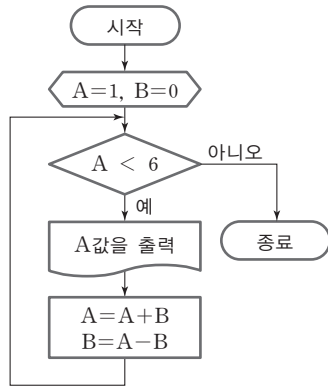 시작
A=1, B=0
A < 6
아니오
예
A값을 출력
종료
A=A+B
B=A-B